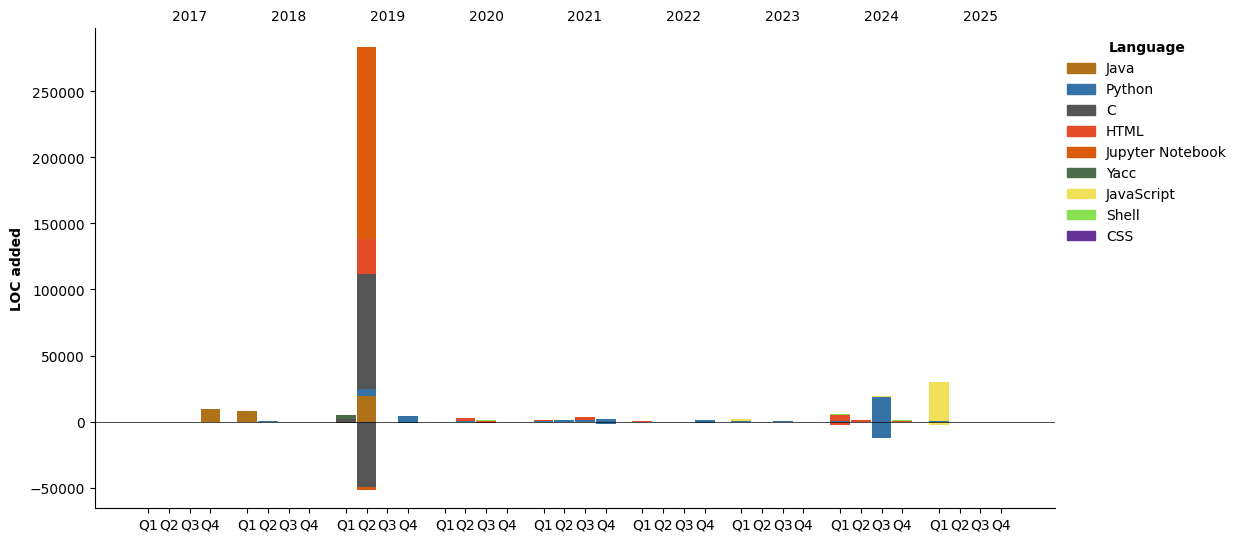 2017 2018 2019 2020 2021 2022 2023 2024 2025
Language
Java
Python
C
HTML
Jupyter Notebook
Yacc
JavaScript
Shell
CSS
LOC added
250000
200000
150000
100000
50000
0
−50000
Q1 Q2 Q3 Q4 Q1 Q2 Q3 Q4 Q1 Q2 Q3 Q4 Q1 Q2 Q3 Q4 Q1 Q2 Q3 Q4 Q1 Q2 Q3 Q4 Q1 Q2 Q3 Q4 Q1 Q2 Q3 Q4 Q1 Q2 Q3 Q4